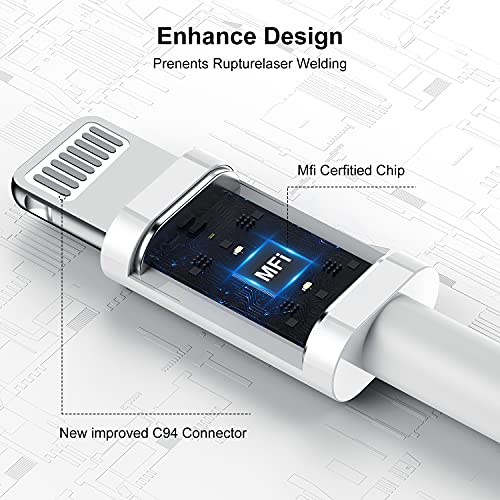 Enhance Design
Prenents Rupturelaser Welding
Mfi Cerfitied Chip
MFi
New improved C94 Connector